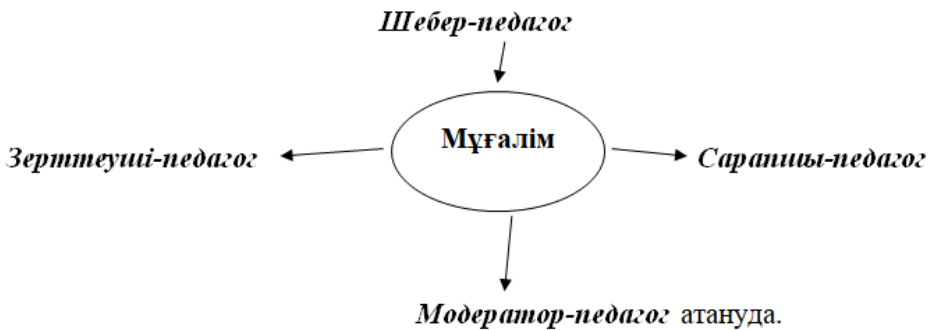 Шебер-педагог
Мұғалім
Зерттеуші-педагог
Сарапшы-педагог
Модератор-педагог атануда.